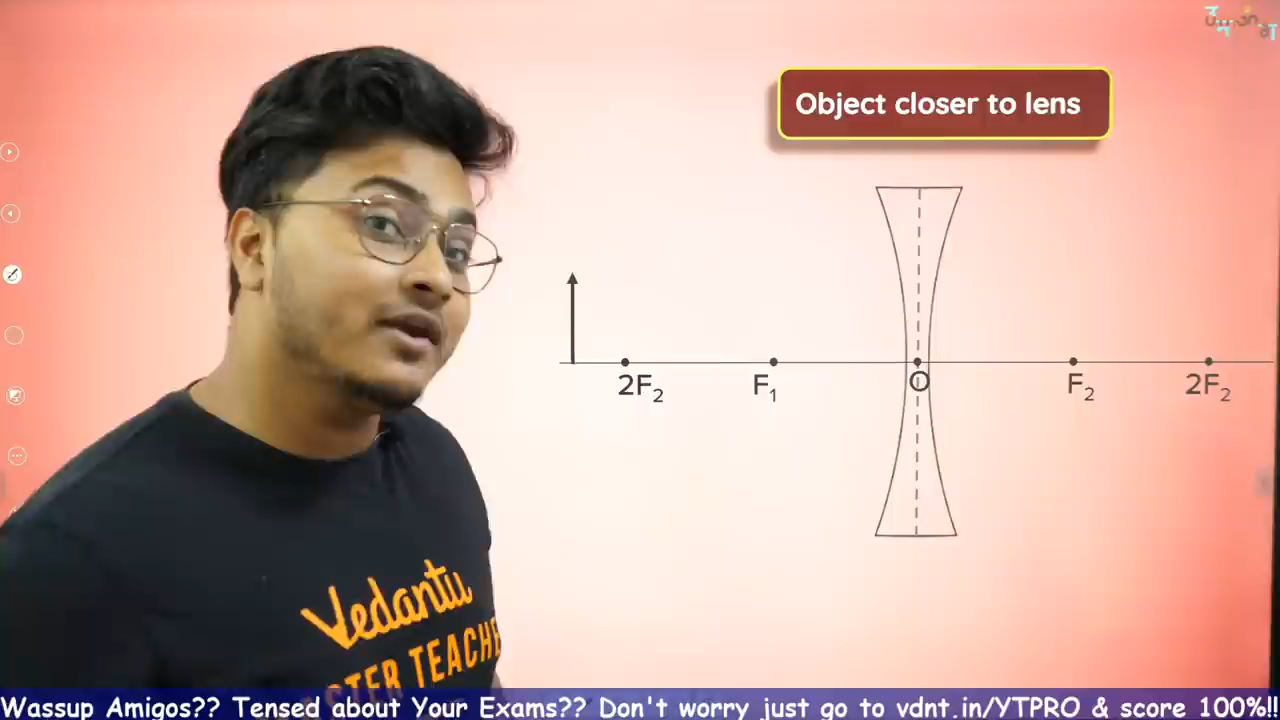 Object closer to lens
2F₂
F₁
O
F₂
2F₂
Vedantu
STER TEACHE
Wassup Amigos?? Tensed about Your Exams?? Don't worry just go to vdnt.in/YTPRO & score 100%!!